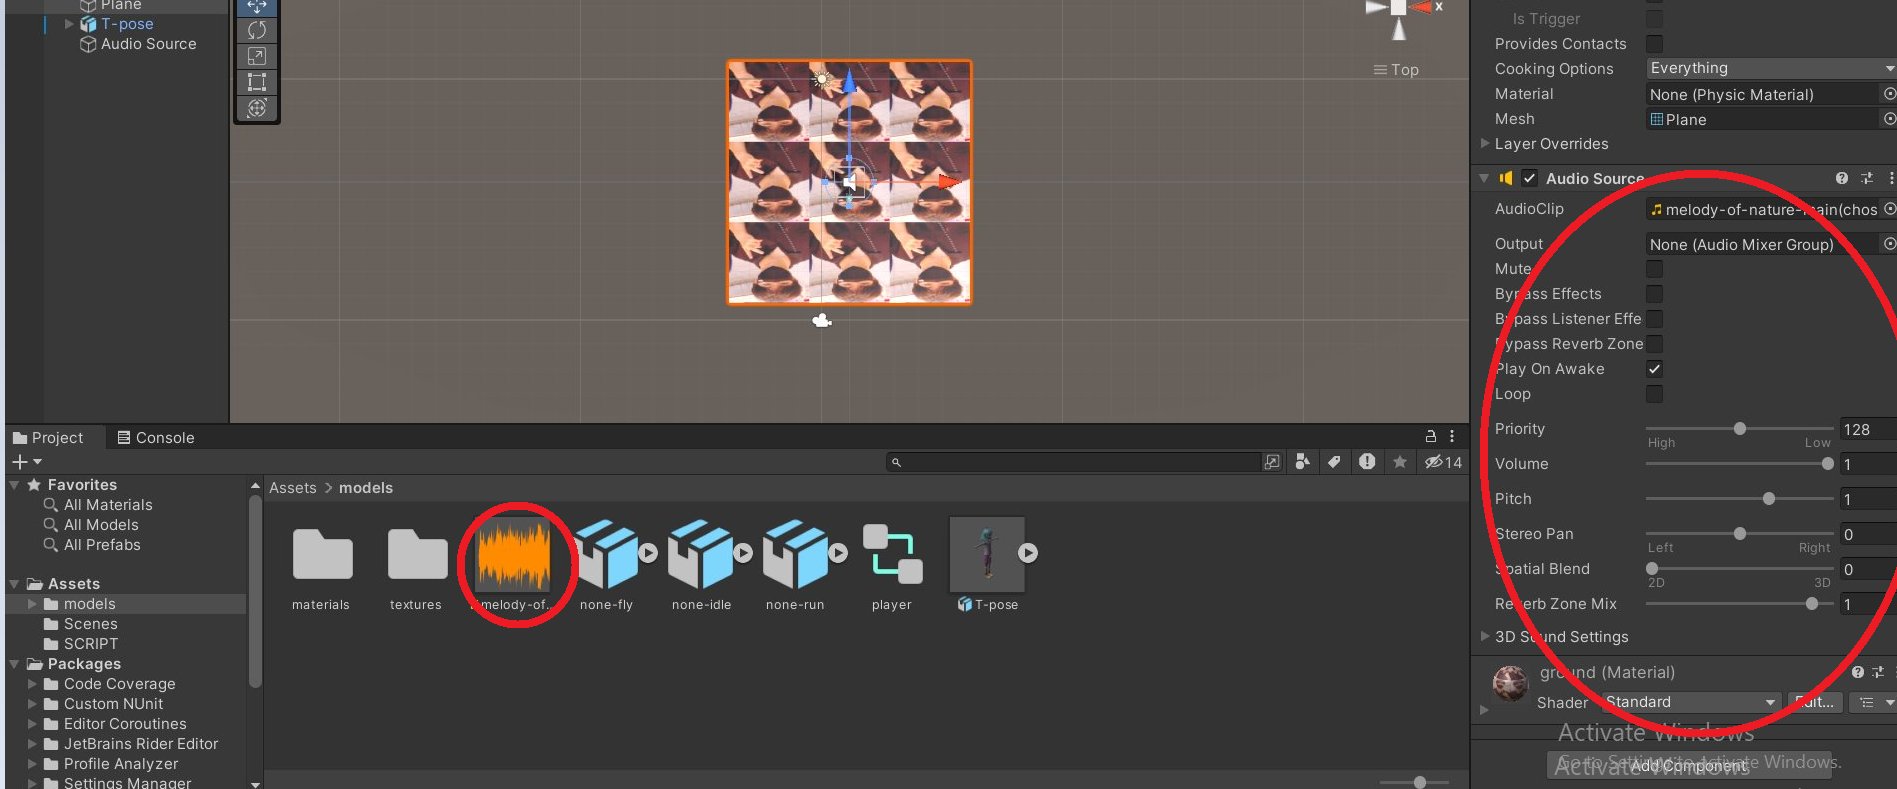 Plane
T-pose
Audio Source
x
Top
Is Trigger
Provides Contacts
Cooking Options Everything
Material None (Physic Material)
Mesh Plane
Layer Overrides
Audio Source
AudioClip melody-of-nature-main(chos
Output None (Audio Mixer Group)
Mute
Bypass Effects
Bypass Listener Effe
Bypass Reverb Zone
Play On Awake
Loop
Priority 128
High Low
Volume 1
Pitch 1
Stereo Pan 0
Left Right
Spatial Blend 0
2D 3D
Reverb Zone Mix 1
3D Sound Settings
ground (Material)
Shader Standard Edit...
Add Component
Activate Windows
Go to Settings to activate Windows.
Activate Windows
Project Console
14
Favorites
All Materials
All Models
All Prefabs
Assets
models
Scenes
SCRIPT
Packages
Code Coverage
Custom NUnit
Editor Coroutines
JetBrains Rider Editor
Profile Analyzer
Settings Manager
Assets > models
materials textures melody-of... none-fly none-idle none-run player T-pose